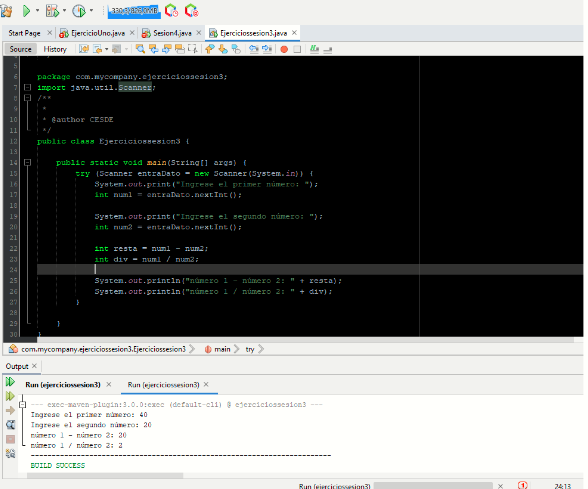 330,3/820,0MB
Start Page EjercicioUno.java Sesion4.java Ejerciciossesion3.java
Source History
5
6 package com.mycompany.ejerciciossesion3;
7 import java.util.Scanner;
8 /**
9 *
10 * @author CESDE
11 */
12 public class Ejerciciossesion3 {
13
14 public static void main(String[] args) {
15 try (Scanner entraDato = new Scanner(System.in)) {
16 System.out.print("Ingrese el primer número: ");
17 int num1 = entraDato.nextInt();
18
19 System.out.print("Ingrese el segundo número: ");
20 int num2 = entraDato.nextInt();
21
22 int resta = num1 - num2;
23 int div = num1 / num2;
24
25 System.out.println("número 1 - número 2: " + resta);
26 System.out.println("número 1 / número 2: " + div);
27 }
28
29 }
30 }
com.mycompany.ejerciciossesion3.Ejerciciossesion3 main try
Output
Run (ejerciciossesion3) Run (ejerciciossesion3)
--- exec-maven-plugin:3.0.0:exec (default-cli) @ ejerciciossesion3 ---
Ingrese el primer número: 40
Ingrese el segundo número: 20
número 1 - número 2: 20
número 1 / número 2: 2
------------------------------------------------------------------------
BUILD SUCCESS
Run (ejerciciossesion3) 1 24:13